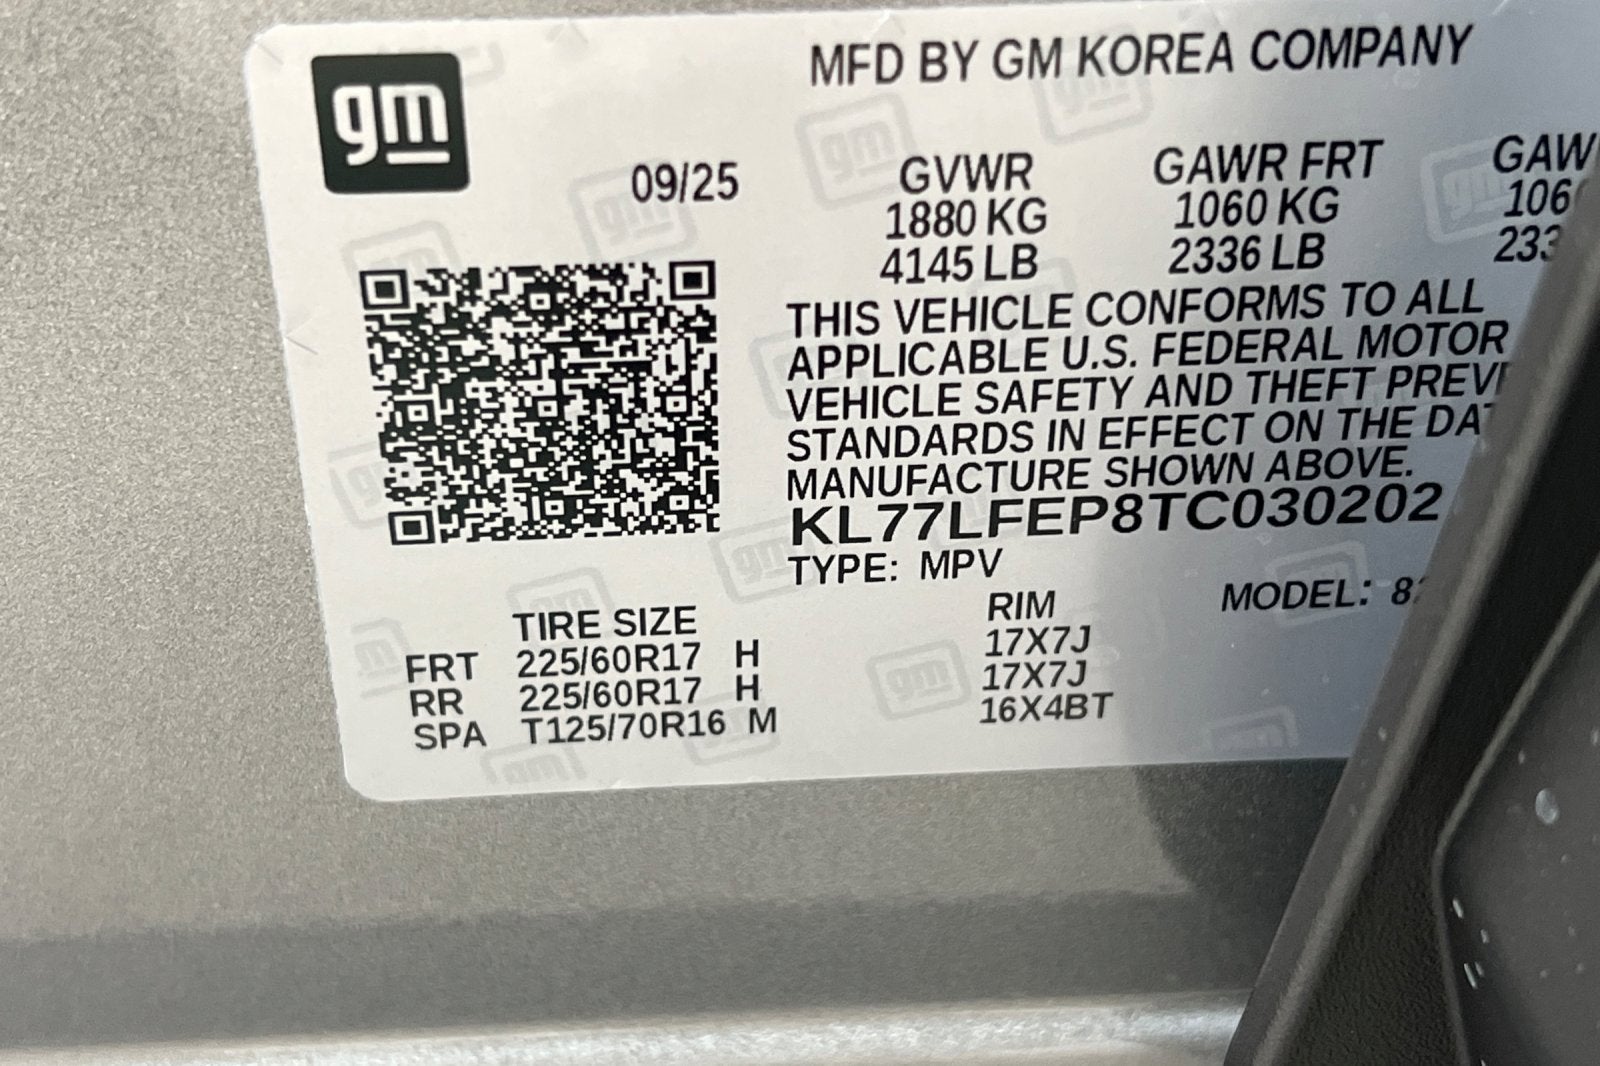 gm
MFD BY GM KOREA COMPANY
09/25
GVWR GAWR FRT
1880 KG 1060 KG
4145 LB 2336 LB
THIS VEHICLE CONFORMS TO ALL
APPLICABLE U.S. FEDERAL MOTOR
VEHICLE SAFETY AND THEFT
STANDARDS IN EFFECT ON THE
MANUFACTURE SHOWN ABOVE.
KL77LFEP8TC030202
TYPE: MPV
MODEL:
TIRE SIZE RIM
FRT 225/60R17 H 17X7J
RR 225/60R17 H 17X7J
SPA T125/70R16 M 16X4BT